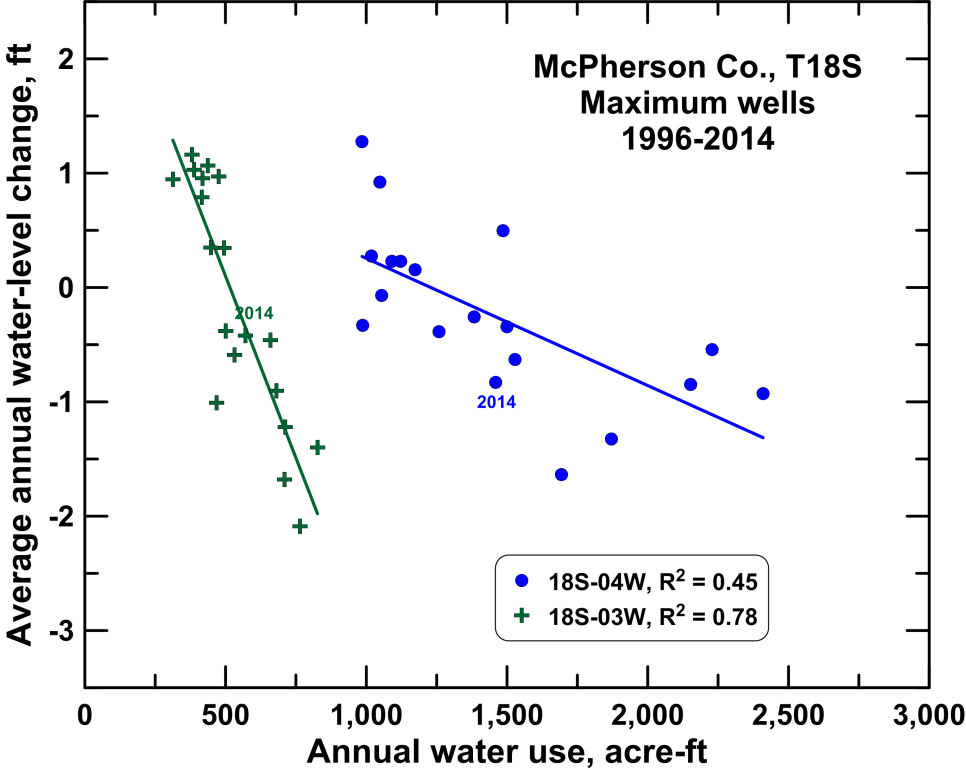 McPherson Co., T18S
Maximum wells
1996-2014
Average annual water-level change, ft
2
1
0
-1
-2
-3
2014
2014
18S-04W, R² = 0.45
18S-03W, R² = 0.78
0 500 1,000 1,500 2,000 2,500 3,000
Annual water use, acre-ft